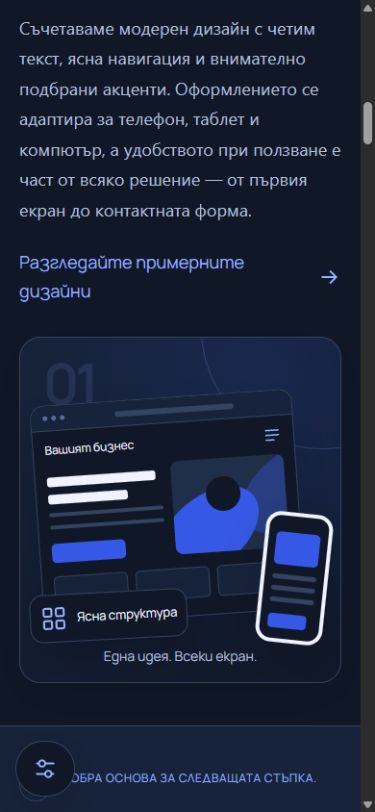 Съчетаваме модерен дизайн с четим
текст, ясна навигация и внимателно
подбрани акценти. Оформлението се
адаптира за телефон, таблет и
компютър, а удобството при ползване е
част от всяко решение — от първия
екран до контактната форма.
Разгледайте примерните
дизайни
01
Вашият бизнес
Ясна структура
Една идея. Всеки екран.
ОБРА ОСНОВА ЗА СЛЕДВАЩАТА СТЪПКА.